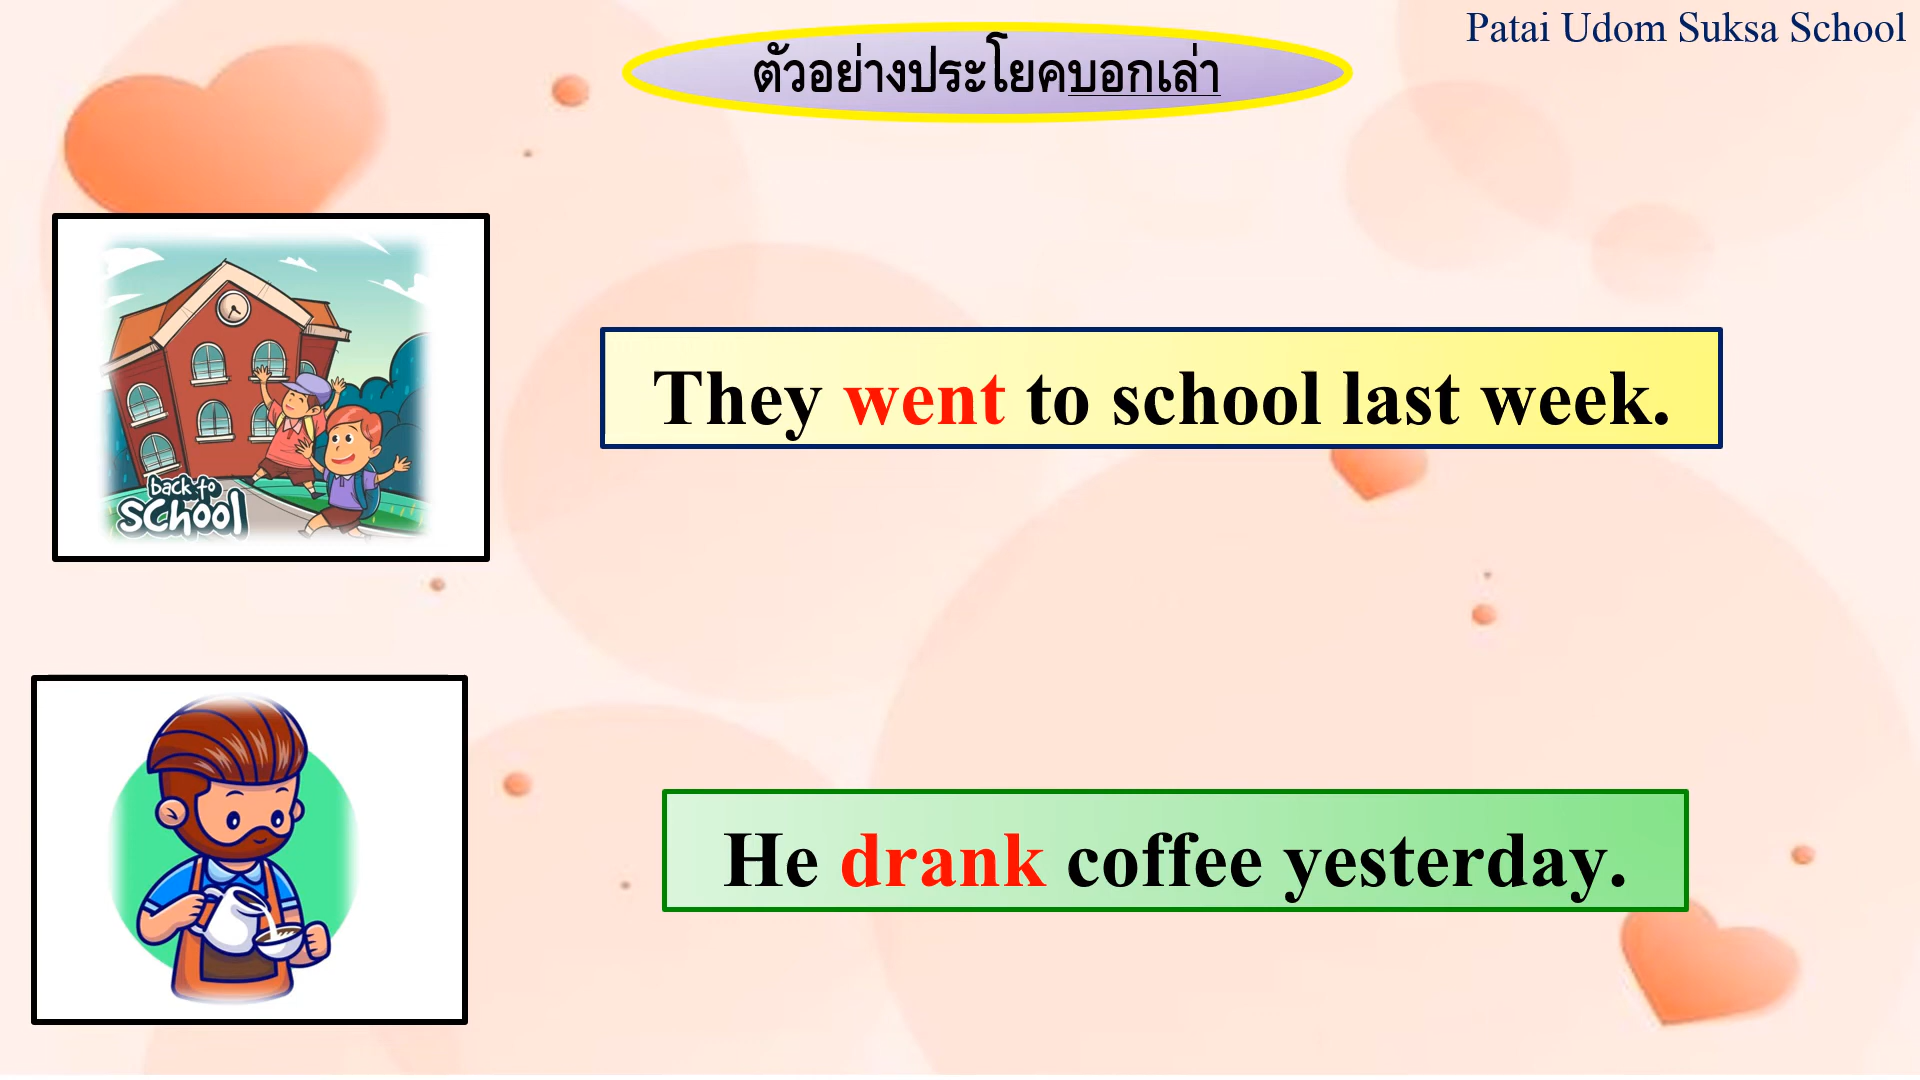 Patai Udom Suksa School
ตัวอย่างประโยคบอกเล่า
They went to school last week.
back to
school
He drank coffee yesterday.